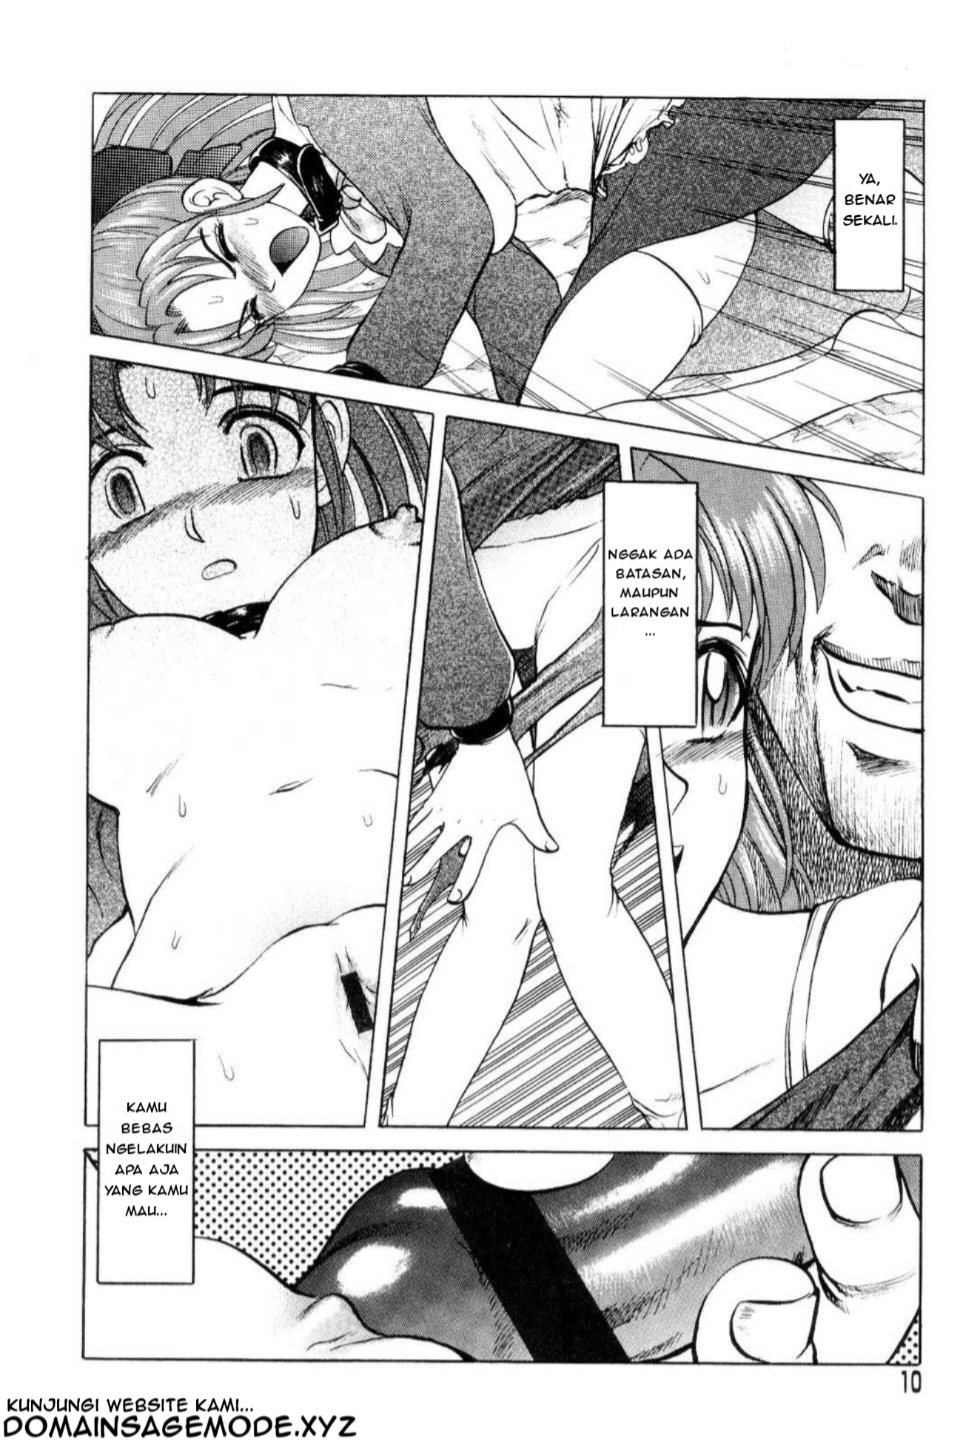 YA,
BENAR
SEKALI.
NGGAK ADA
BATASAN,
MAUPUN
LARANGAN
...
KAMU
BEBAS
NGELAKUIN
APA AJA
YANG KAMU
MAU...
10
KUNJUNGI WEBSITE KAMI...
DOMAINSAGEMODE.XYZ